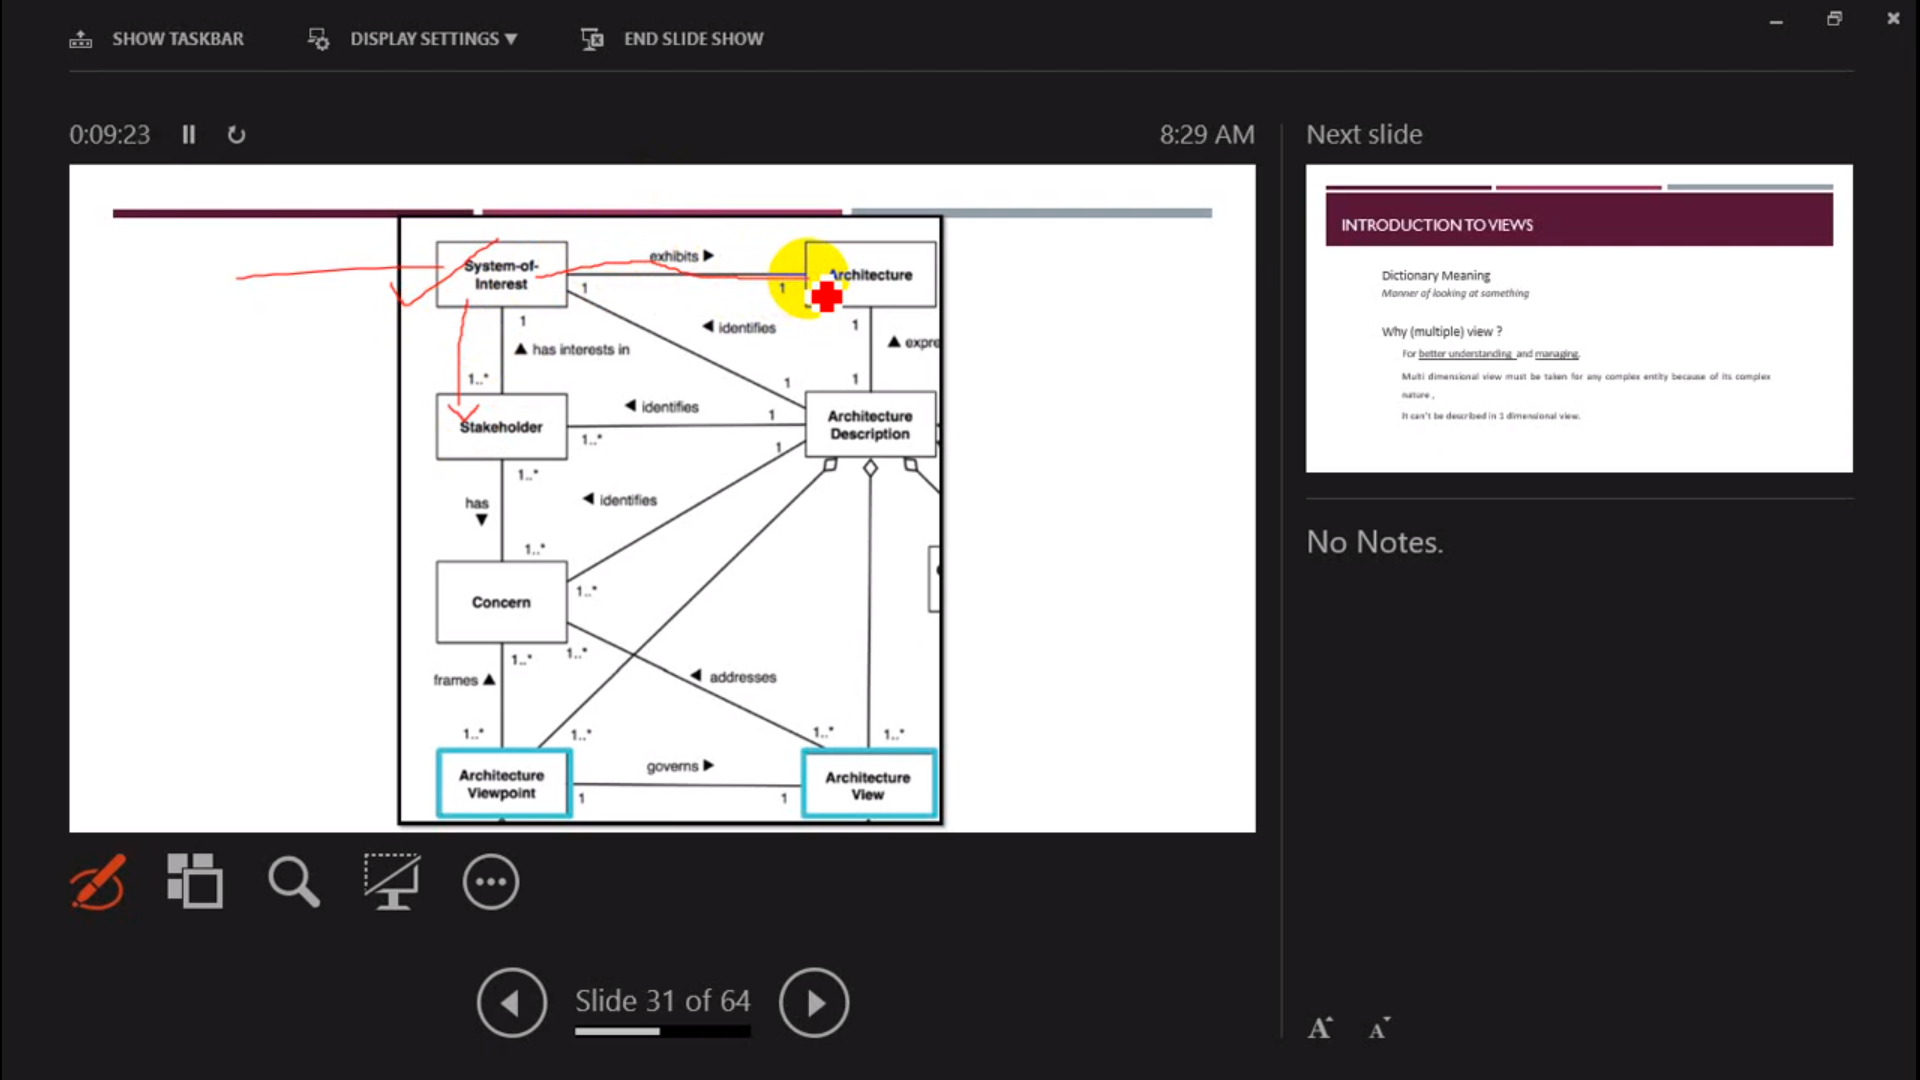 SHOW TASKBAR
DISPLAY SETTINGS ▼
END SLIDE SHOW
0:09:23
8:29 AM
Next slide
System-of-
Interest
exhibits ▶
1
1
Architecture
◀ identifies
1
▲ has interests in
1..*
1
▲ expre
1
1
Stakeholder
◀ identifies
1..*
1
Architecture
Description
1
1..*
has
▼
◀ identifies
1..*
1..*
Concern
1..*
1..*
frames ▲
◀ addresses
1..*
1..*
1..*
1..*
Architecture
Viewpoint
governs ▶
1
1
Architecture
View
INTRODUCTION TO VIEWS
Dictionary Meaning
Manner of looking at something
Why (multiple) view ?
For better understanding and managing.
Multi dimensional view must be taken for any complex entity because of its complex
nature ,
It can't be described in 1 dimensional view.
No Notes.
Slide 31 of 64
A
A